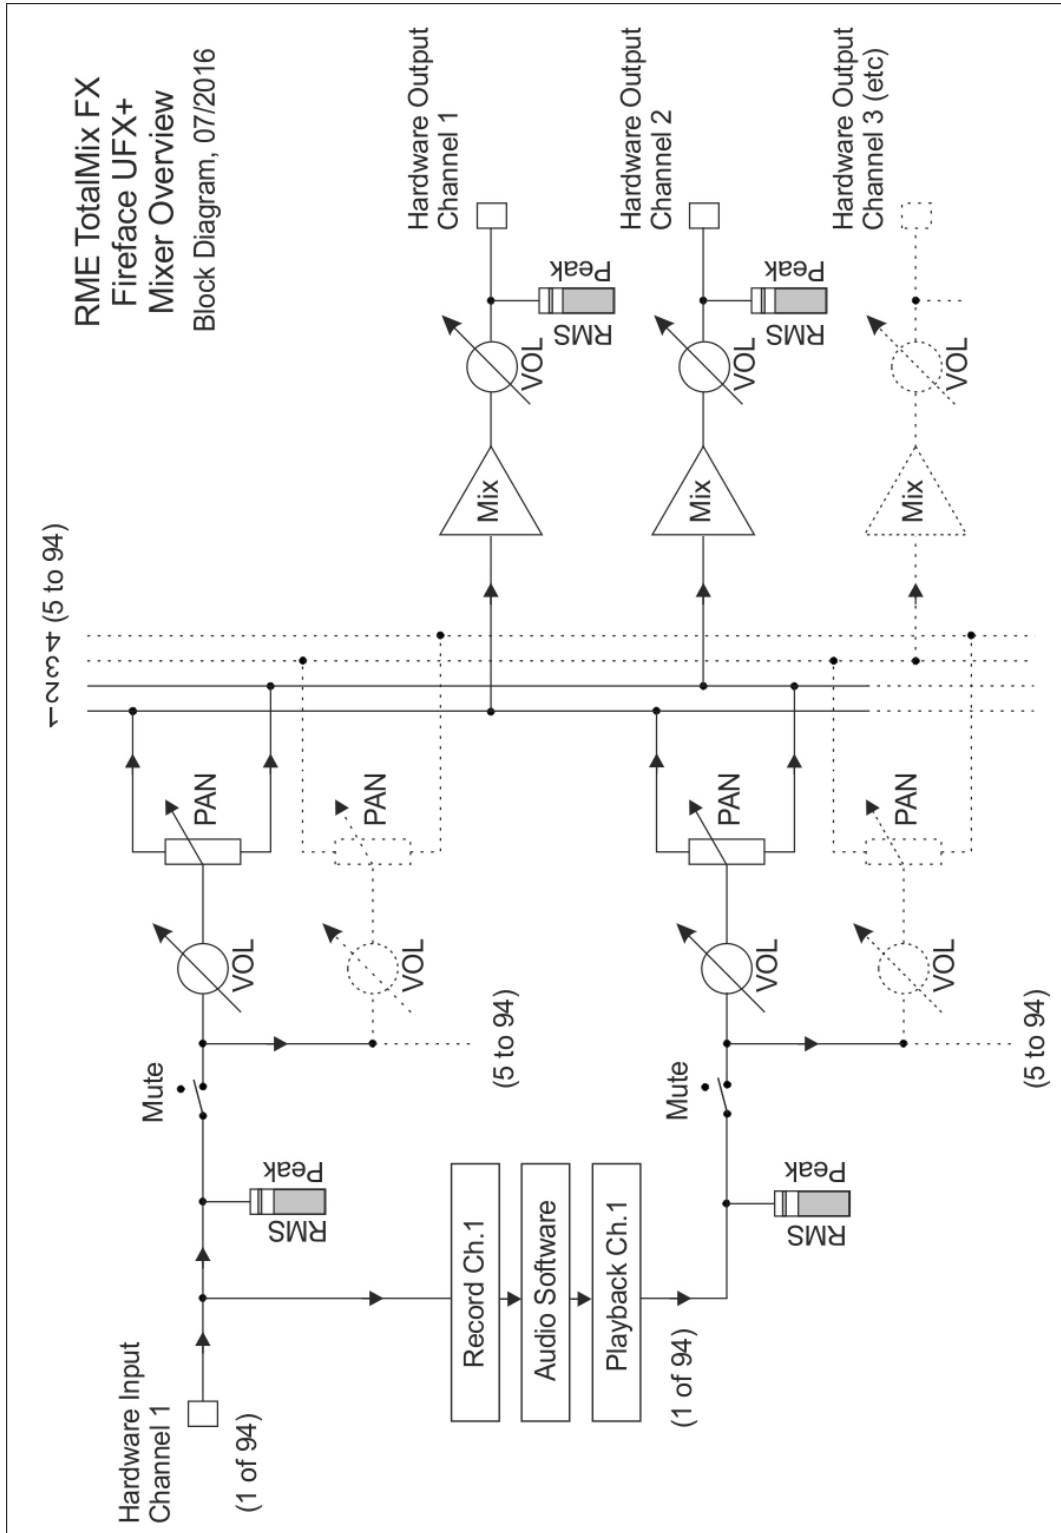 RME TotalMix FX
Fireface UFX+
Mixer Overview
Block Diagram, 07/2016
Hardware Input
Channel 1
(1 of 94)
Peak
RMS
Mute
VOL
PAN
(5 to 94)
VOL
PAN
1 2 3 4 (5 to 94)
Record Ch.1
Audio Software
Playback Ch.1
(1 of 94)
Peak
RMS
Mute
VOL
PAN
(5 to 94)
VOL
PAN
Mix
VOL
Peak
RMS
Hardware Output
Channel 1
Mix
VOL
Peak
RMS
Hardware Output
Channel 2
Mix
VOL
Hardware Output
Channel 3 (etc)